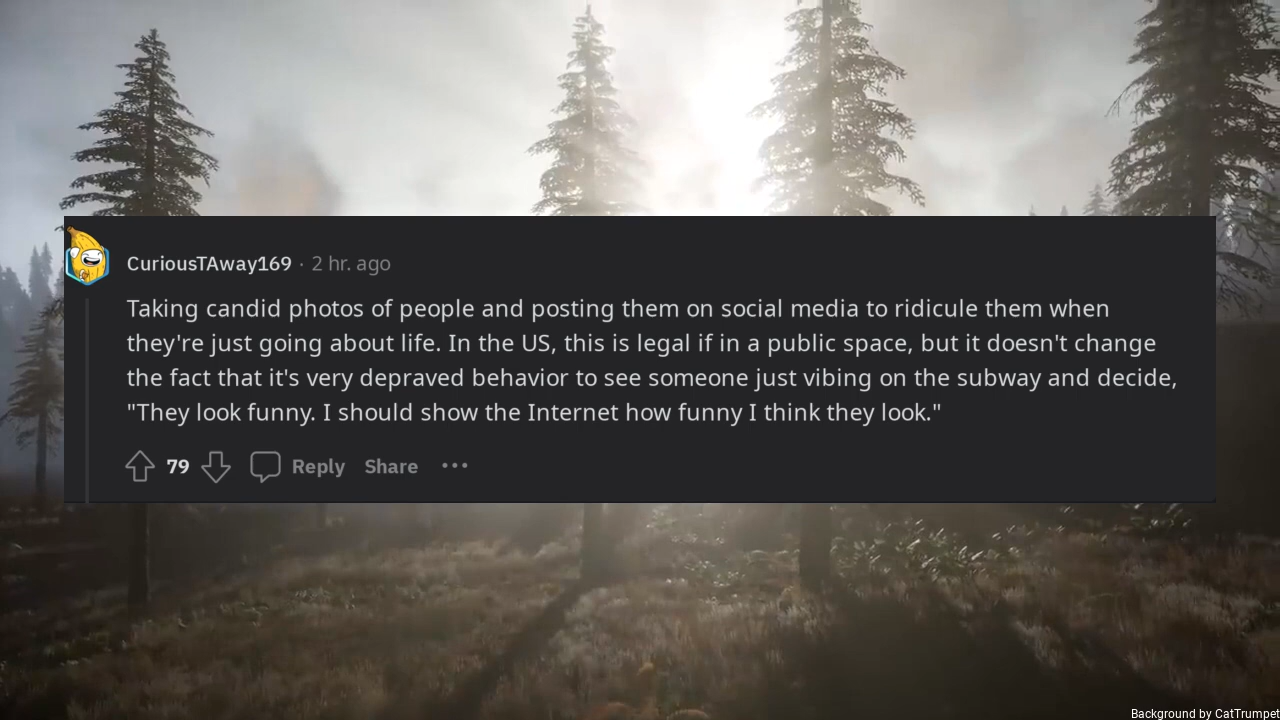 CuriousTAway169 · 2 hr. ago
Taking candid photos of people and posting them on social media to ridicule them when
they're just going about life. In the US, this is legal if in a public space, but it doesn't change
the fact that it's very depraved behavior to see someone just vibing on the subway and decide,
"They look funny. I should show the Internet how funny I think they look."
79 Reply Share •••
Background by CatTrumpet